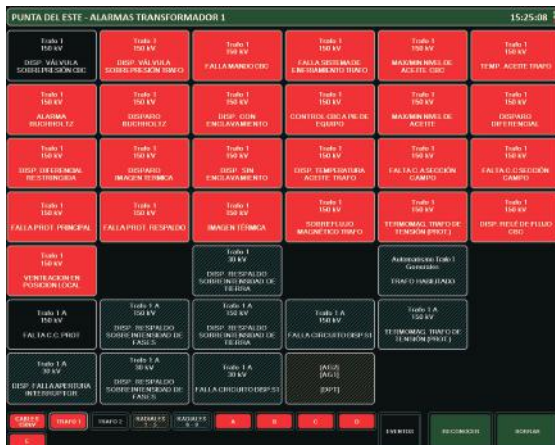 PUNTA DEL ESTE - ALARMAS TRANSFORMADOR 1
15:25:08
Trafo 1
150 kV
DISP. VÁLVULA
SOBREPRESIÓN CBC
Trafo 1
150 kV
DISP. VÁLVULA
SOBREPRESIÓN TRAFO
Trafo 1
150 kV
FALLA MANDO CBC
Trafo 1
150 kV
FALLA SISTEMA DE
ENFRIAMIENTO TRAFO
Trafo 1
150 kV
MAX/MIN NIVEL DE
ACEITE CBC
Trafo 1
150 kV
TEMP. ACEITE TRAFO
Trafo 1
150 kV
ALARMA
BUCHHOLTZ
Trafo 1
150 kV
DISPARO
BUCHHOLTZ
Trafo 1
150 kV
DISP. CON
ENCLAVAMIENTO
Trafo 1
150 kV
CONTROL CBC A PIE DE
EQUIPO
Trafo 1
150 kV
MAX/MIN NIVEL DE
ACEITE
Trafo 1
150 kV
DISPARO
DIFERENCIAL
Trafo 1
150 kV
DISP. DIFERENCIAL
RESTRINGIDA
Trafo 1
150 kV
DISPARO
IMAGEN TERMICA
Trafo 1
150 kV
DISP. SIN
ENCLAVAMIENTO
Trafo 1
150 kV
DISP. TEMPERATURA
ACEITE TRAFO
Trafo 1
150 kV
FALTA C.A SECCIÓN
CAMPO
Trafo 1
150 kV
FALTA C.C SECCIÓN
CAMPO
Trafo 1
150 kV
FALLA PROT. PRINCIPAL
Trafo 1
150 kV
FALLA PROT. RESPALDO
Trafo 1
150 kV
IMAGEN TÉRMICA
Trafo 1
150 kV
SOBREFLUJO
MAGNÉTICO TRAFO
Trafo 1
150 kV
TERMOMAG. TRAFO DE
TENSIÓN (PROT.)
Trafo 1
150 kV
DISP. RELÉ DE FLUJO
CBC
Trafo 1
150 kV
VENTILACION EN
POSICION LOCAL
Trafo 1
30 kV
DISP. RESPALDO
SOBREINTENSIDAD DE
TIERRA
Automatismo Trafo 1
Generales
TRAFO HABILITADO
Trafo 1 A
150 kV
FALTA C.C. PROT
Trafo 1 A
150 kV
DISP. RESPALDO
SOBREINTENSIDAD DE
FASES
Trafo 1 A
150 kV
DISP. RESPALDO
SOBREINTENSIDAD DE
TIERRA
Trafo 1 A
150 kV
FALLA CIRCUITO DISP. S1
Trafo 1 A
150 kV
TERMOMAG. TRAFO DE
TENSIÓN (PROT.)
Trafo 1 A
30 kV
DISP. FALLA APERTURA
INTERRUPTOR
Trafo 1 A
30 kV
DISP. RESPALDO
SOBREINTENSIDAD DE
FASES
Trafo 1 A
30 kV
FALLA CIRCUITO DISP S1
[AG2]
[AG1]
[EXPT]
CABLES
150kV
TRAFO 1
TRAFO 2
RADIALES
RADIALES
A
B
C
D
EVENTOS
RECONOCER
BORRAR
E